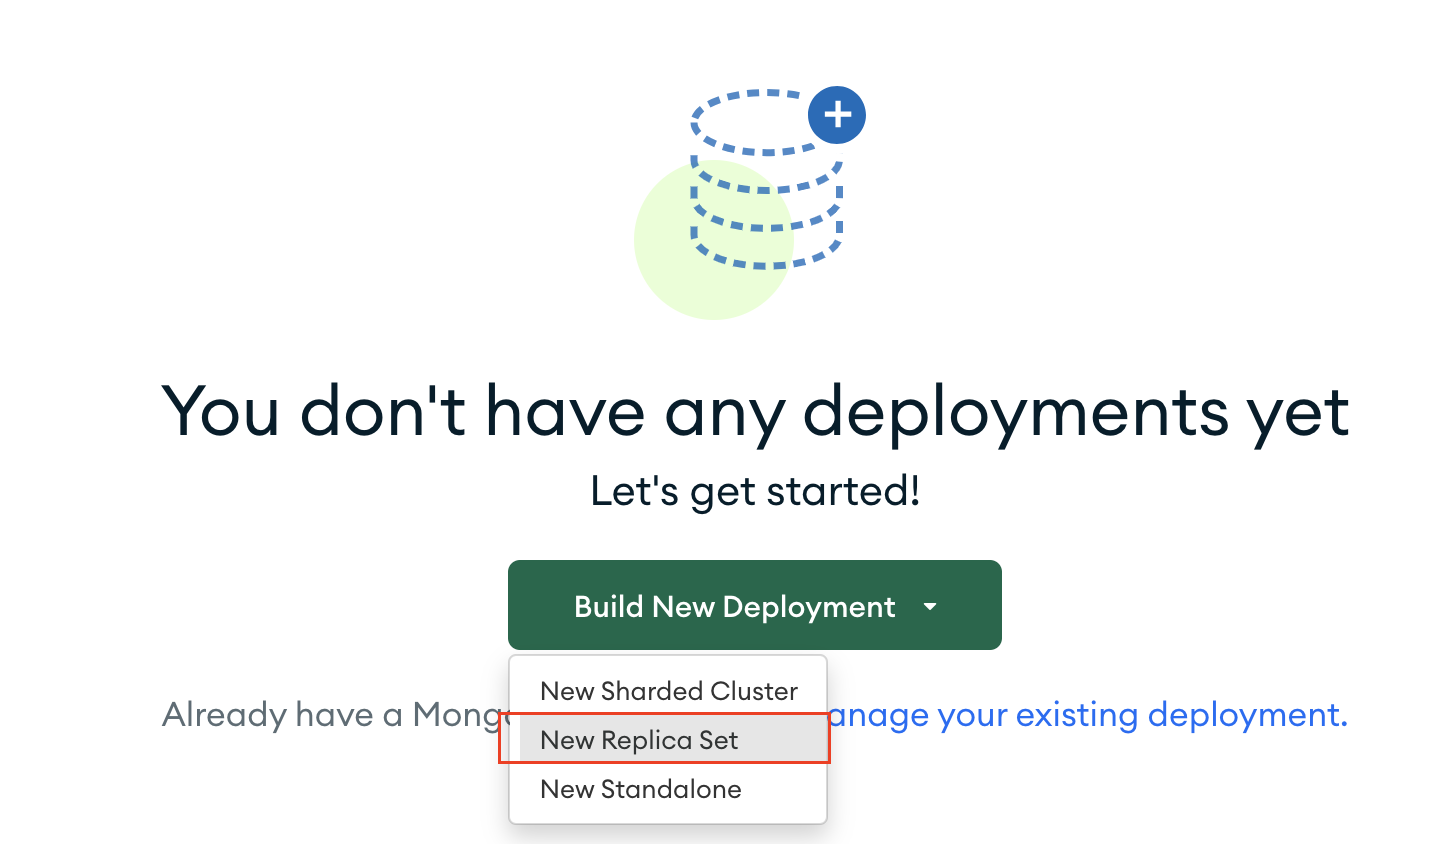 You don't have any deployments yet
Let's get started!
Build New Deployment
New Sharded Cluster
Already have a Mong anage your existing deployment.
New Replica Set
New Standalone